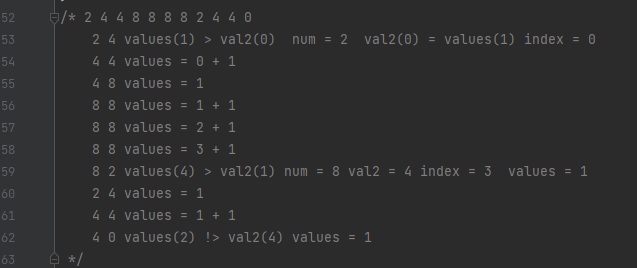 52 /* 2 4 4 8 8 8 8 2 4 4 0
53 2 4 values(1) > val2(0) num = 2 val2(0) = values(1) index = 0
54 4 4 values = 0 + 1
55 4 8 values = 1
56 8 8 values = 1 + 1
57 8 8 values = 2 + 1
58 8 8 values = 3 + 1
59 8 2 values(4) > val2(1) num = 8 val2 = 4 index = 3 values = 1
60 2 4 values = 1
61 4 4 values = 1 + 1
62 4 0 values(2) !> val2(4) values = 1
63 */